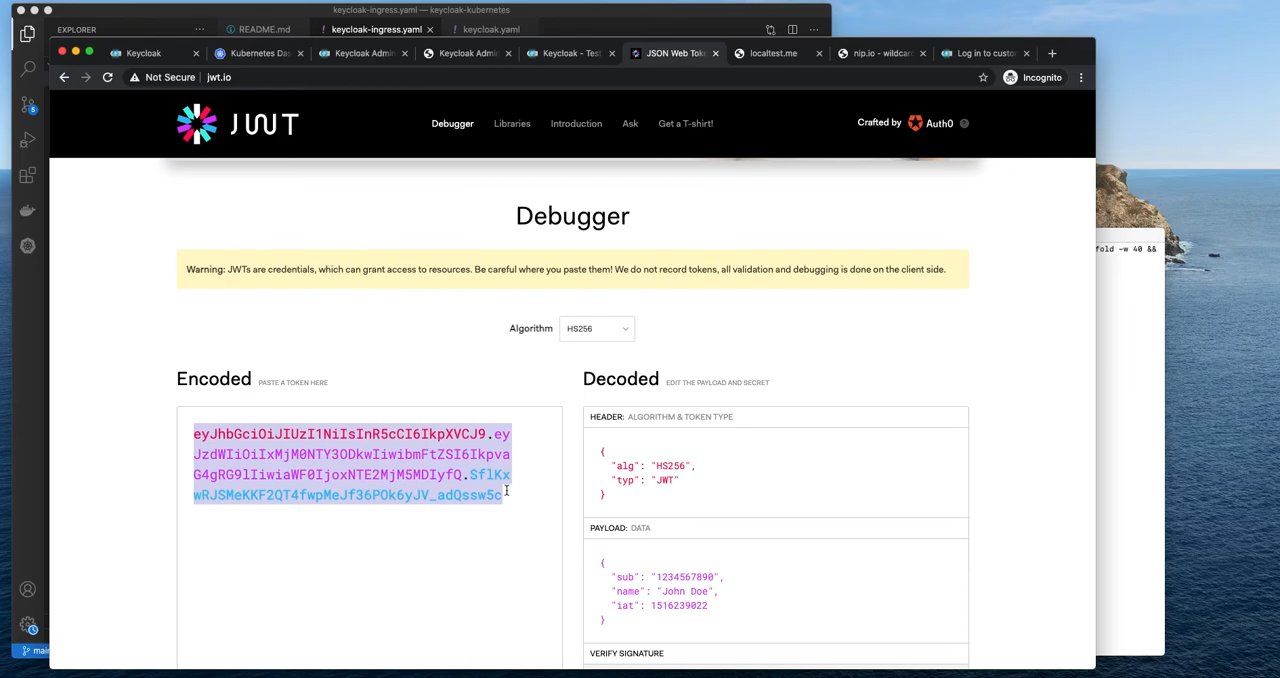 keycloak-ingress.yaml — keycloak-kubernetes
EXPLORER
···
README.md
! keycloak-ingress.yaml ×
! keycloak.yaml
···
Keycloak ×
Kubernetes Das ×
Keycloak Admin ×
Keycloak Admin ×
Keycloak - Test ×
JSON Web Tok ×
localtest.me ×
nip.io - wildcar ×
Log in to custo ×
+
Not Secure | jwt.io
Incognito
JWT
Debugger
Libraries
Introduction
Ask
Get a T-shirt!
Crafted by Auth0 ?
fold -w 40 &&
Debugger
Warning: JWTs are credentials, which can grant access to resources. Be careful where you paste them! We do not record tokens, all validation and debugging is done on the client side.
Algorithm HS256
Encoded PASTE A TOKEN HERE
Decoded EDIT THE PAYLOAD AND SECRET
eyJhbGciOiJIUzI1NiIsInR5cCI6IkpXVCJ9.ey
JzdWIiOiIxMjM0NTY3ODkwIiwibmFtZSI6Ikpva
G4gRG9lIiwiaWF0IjoxNTE2MjM5MDIyfQ.SflKx
wRJSMeKKF2QT4fwpMeJf36POk6yJV_adQssw5c
HEADER: ALGORITHM & TOKEN TYPE
{
"alg": "HS256",
"typ": "JWT"
}
PAYLOAD: DATA
{
"sub": "1234567890",
"name": "John Doe",
"iat": 1516239022
}
VERIFY SIGNATURE
main